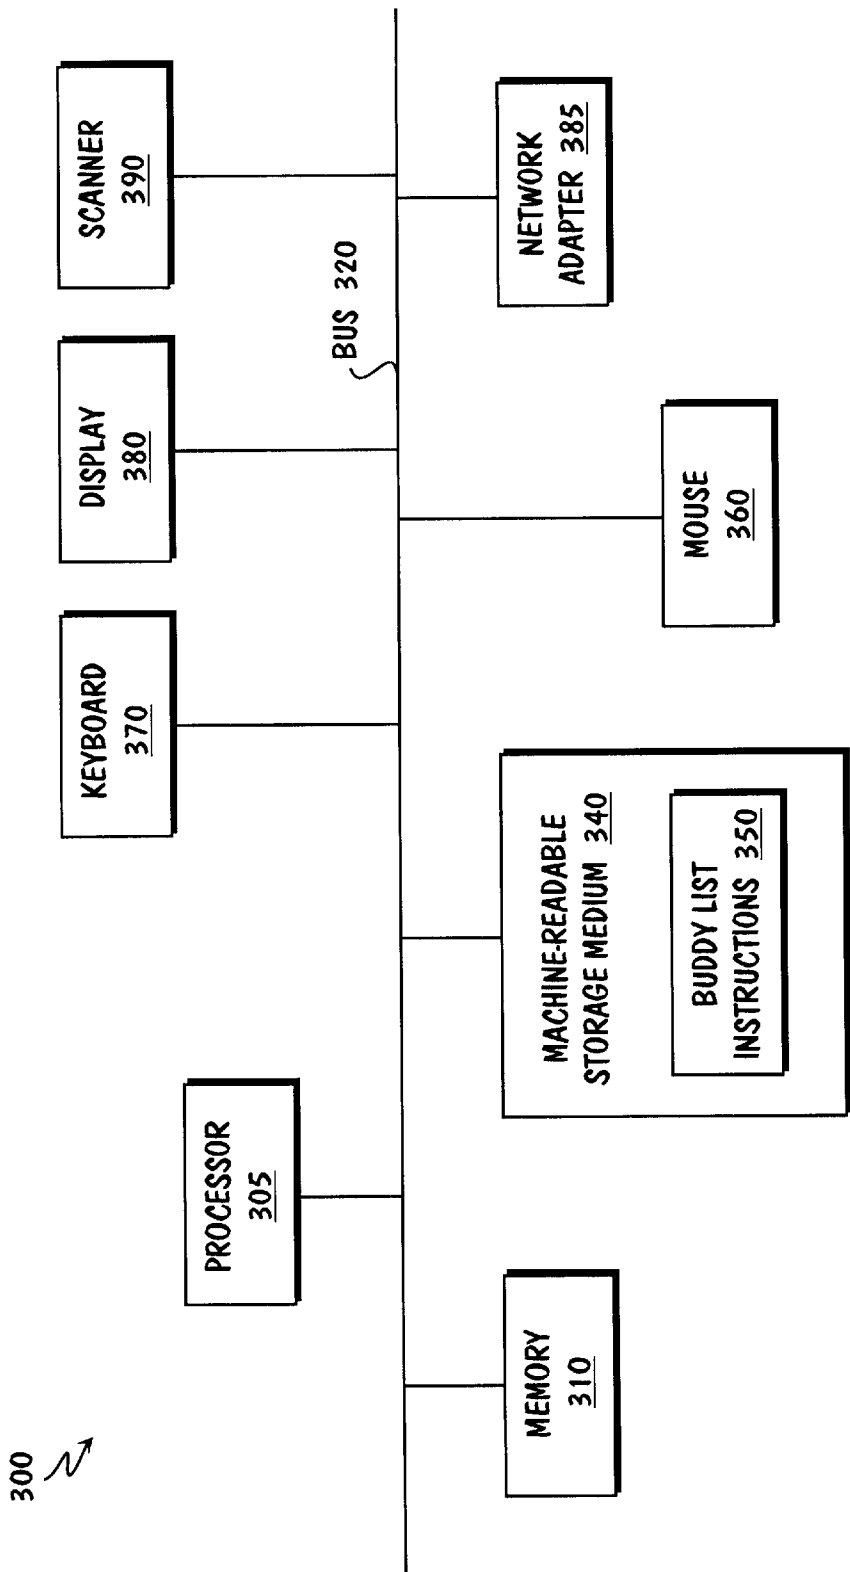 300
PROCESSOR
305
KEYBOARD
370
DISPLAY
380
SCANNER
390
BUS 320
MEMORY
310
MACHINE-READABLE
STORAGE MEDIUM 340
BUDDY LIST
INSTRUCTIONS 350
MOUSE
360
NETWORK
ADAPTER 385